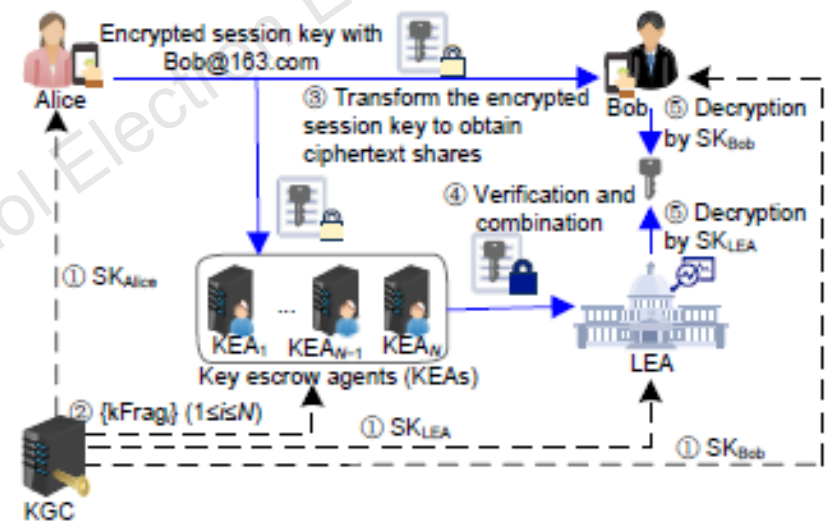 Encrypted session key with
Bob@163.com
Alice
Bob
③ Transform the encrypted
session key to obtain
ciphertext shares
⑤ Decryption
by SKBob
④ Verification and
combination
⑤ Decryption
by SKLEA
① SKAlice
...
KEA1
KEAN−1
KEAN
LEA
Key escrow agents (KEAs)
② {kFragi} (1≤i≤N)
① SKLEA
① SKBob
KGC